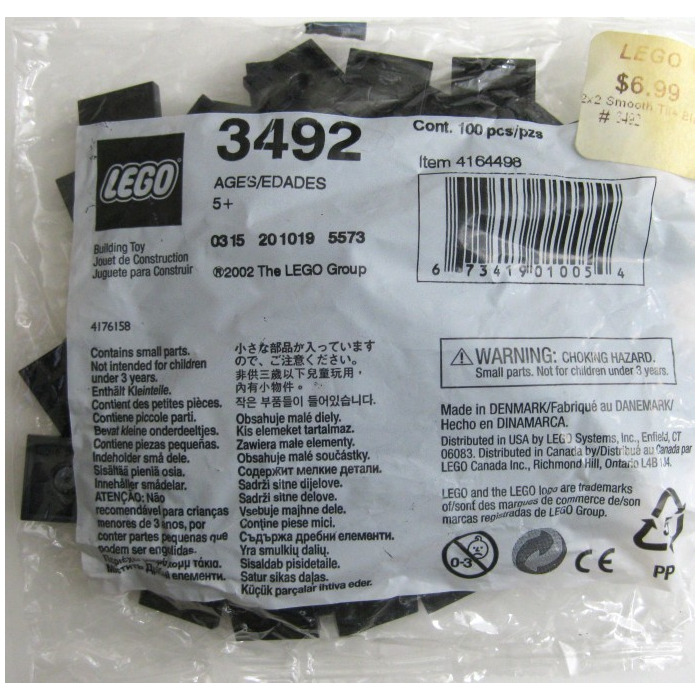 LEGO
$6.99
2x2 Smooth
# 3492
LEGO
3492
Cont. 100 pcs/pzs
Item 4164498
AGES/EDADES
5+
0315 201019 5573
®2002 The LEGO Group
6 73419 01005 4
Building Toy
Jouet de Construction
Juguete para Construir
4176158
Contains small parts.
Not intended for children
under 3 years.
Enthält Kleinteile.
Contient des petites pièces.
Contiene piccole parti.
Bevat kleine onderdeeltjes.
Contiene piezas pequeñas.
Indeholder små dele.
Sisältää pieniä osia.
Innehåller smådelar.
ATENÇÃO: Não
recomendável para crianças
menores de 3 anos, por
conter partes pequenas que
podem ser engulidas.
κομμάτια.
Дребни елементи.
小さな部品が入っています
ので、ご注意ください。
非供三歳以下兒童玩用,
內有小物件。
작은 부품들이 들어있습니다.
Obsahuje malé diely.
Kis elemeket tartalmaz.
Zawiera małe elementy.
Obsahuje malé součástky.
Содержит мелкие детали.
Sadrži sitne dijelove.
Sadrži sitne delove.
Vsebuje majhne dele.
Conţine piese mici.
Съдържа дребни елементи.
Yra smulkių dalių.
Sisaldab pisidetaile.
Satur sīkas daļas.
Küçük parçalar ihtiva eder.
WARNING: CHOKING HAZARD.
Small parts. Not for children under 3 years.
Made in DENMARK/Fabriqué au DANEMARK/
Hecho en DINAMARCA.
Distributed in USA by LEGO Systems, Inc., Enfield, CT
06083. Distributed in Canada by/Distribué au Canada par
LEGO Canada Inc., Richmond Hill, Ontario L4B 1J4.
LEGO and the LEGO logo are trademarks
of/sont des marques de commerce de/son
marcas registradas de LEGO Group.
0-3
CE
5
PP